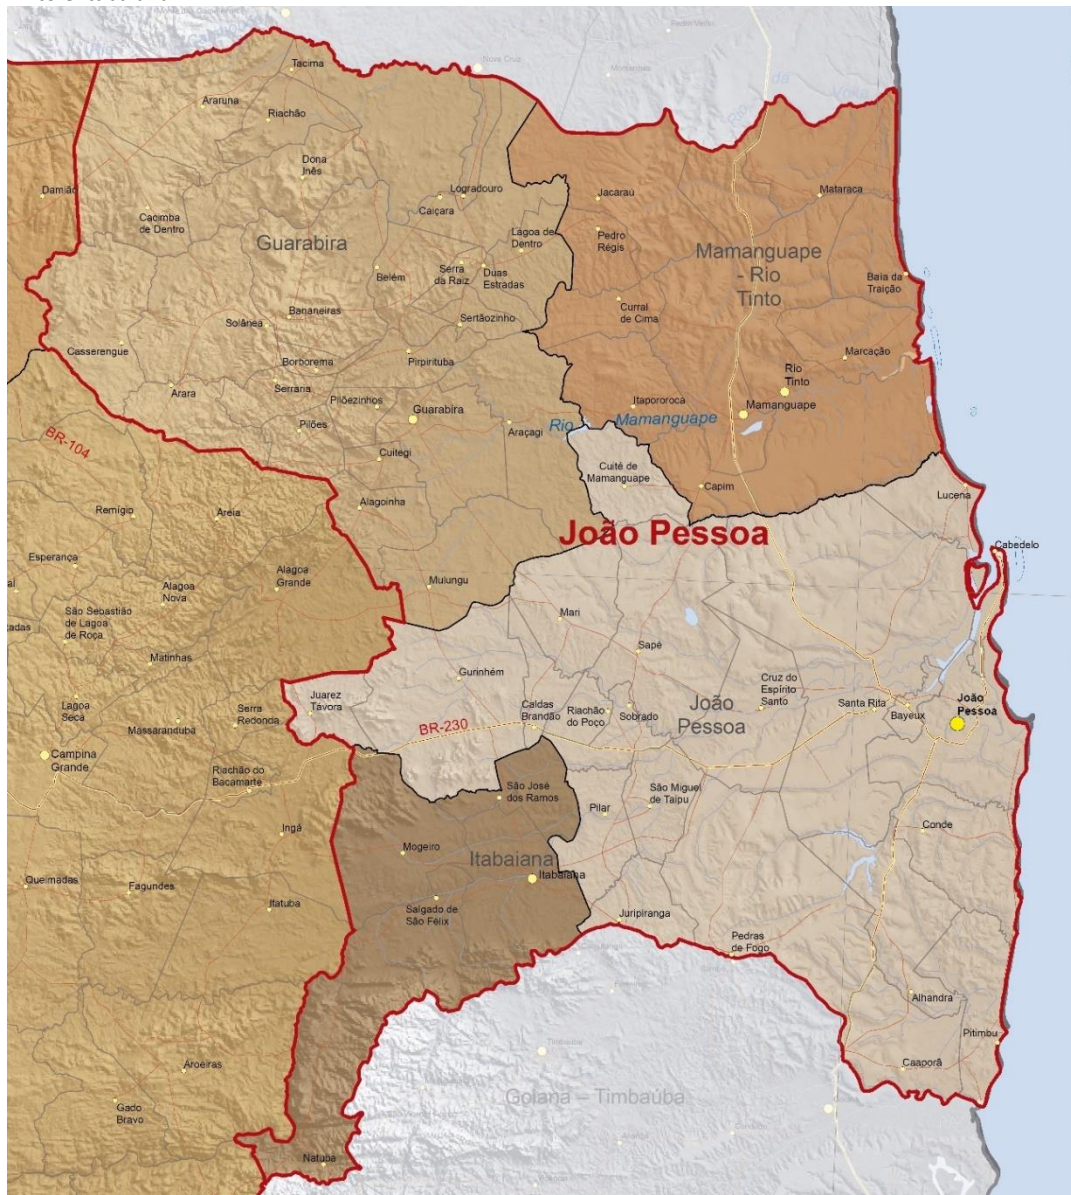 Nova Cruz
Montanhas
Tacima
Araruna
Riachão
Dona
Inês
Damião
Cacimba
de Dentro
Logradouro
Caiçara
Jacaraú
Mataraca
Guarabira
Lagoa de
Dentro
Pedro
Régis
Mamanguape
- Rio
Tinto
Belém
Serra
da Raiz
Duas
Estradas
Baia da
Traição
Curral
de Cima
Bananeiras
Solânea
Sertãozinho
Casserengue
Borborema
Pirpirituba
Marcação
Serraria
Rio
Tinto
Arara
Pilõezinhos
Guarabira
Itapororoca
Mamanguape
Rio Mamanguape
Pilões
Araçagi
BR-104
Cuitegi
Cuité de
Mamanguape
Capim
Lucena
Alagoinha
Remígio
Areia
João Pessoa
Cabedelo
Esperança
Alagoa
Grande
Alagoa
Nova
Mulungu
São Sebastião
de Lagoa
de Roça
Mari
Matinhas
Sapé
Gurinhém
Juarez
Távora
Cruz do
Espírito
Santo
Lagoa
Seca
Massaranduba
Serra
Redonda
Caldas
Brandão
Riachão
do Poço
Sobrado
João
Pessoa
Santa Rita
Bayeux
João
Pessoa
BR-230
Campina
Grande
Riachão do
Bacamarte
São José
dos Ramos
São Miguel
de Taipu
Pilar
Ingá
Conde
Mogeiro
Itabaiana
Itabaiana
Queimadas
Fagundes
Itatuba
Salgado de
São Félix
Juripiranga
Pedras
de Fogo
Alhandra
Pitimbu
Timbaúba
Aroeiras
Caaporã
Gado
Bravo
Goiana – Timbaúba
Natuba